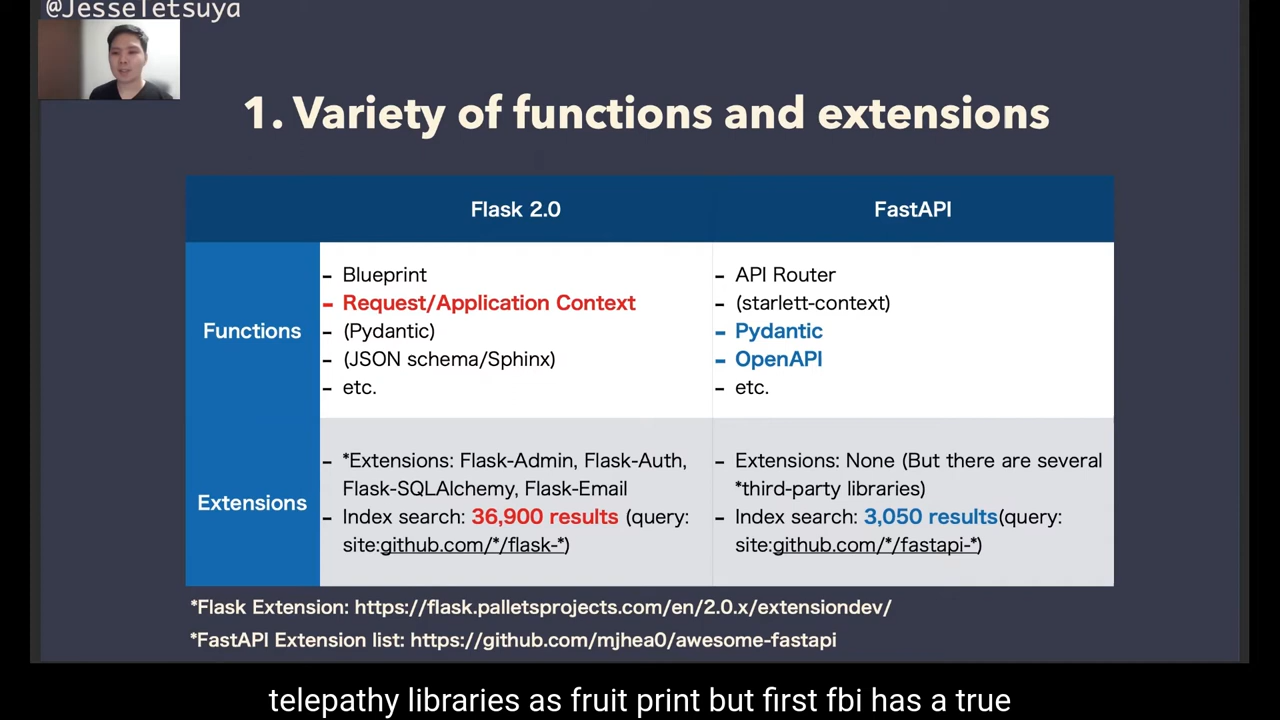 @JesseTetsuya
1. Variety of functions and extensions
Flask 2.0
FastAPI
Functions
- Blueprint
- Request/Application Context
- (Pydantic)
- (JSON schema/Sphinx)
- etc.
- API Router
- (starlett-context)
- Pydantic
- OpenAPI
- etc.
Extensions
- *Extensions: Flask-Admin, Flask-Auth,
Flask-SQLAlchemy, Flask-Email
- Index search: 36,900 results (query:
site:github.com/*/flask-*)
- Extensions: None (But there are several
*third-party libraries)
- Index search: 3,050 results(query:
site:github.com/*/fastapi-*)
*Flask Extension: https://flask.palletsprojects.com/en/2.0.x/extensiondev/
*FastAPI Extension list: https://github.com/mjhea0/awesome-fastapi
telepathy libraries as fruit print but first fbi has a true